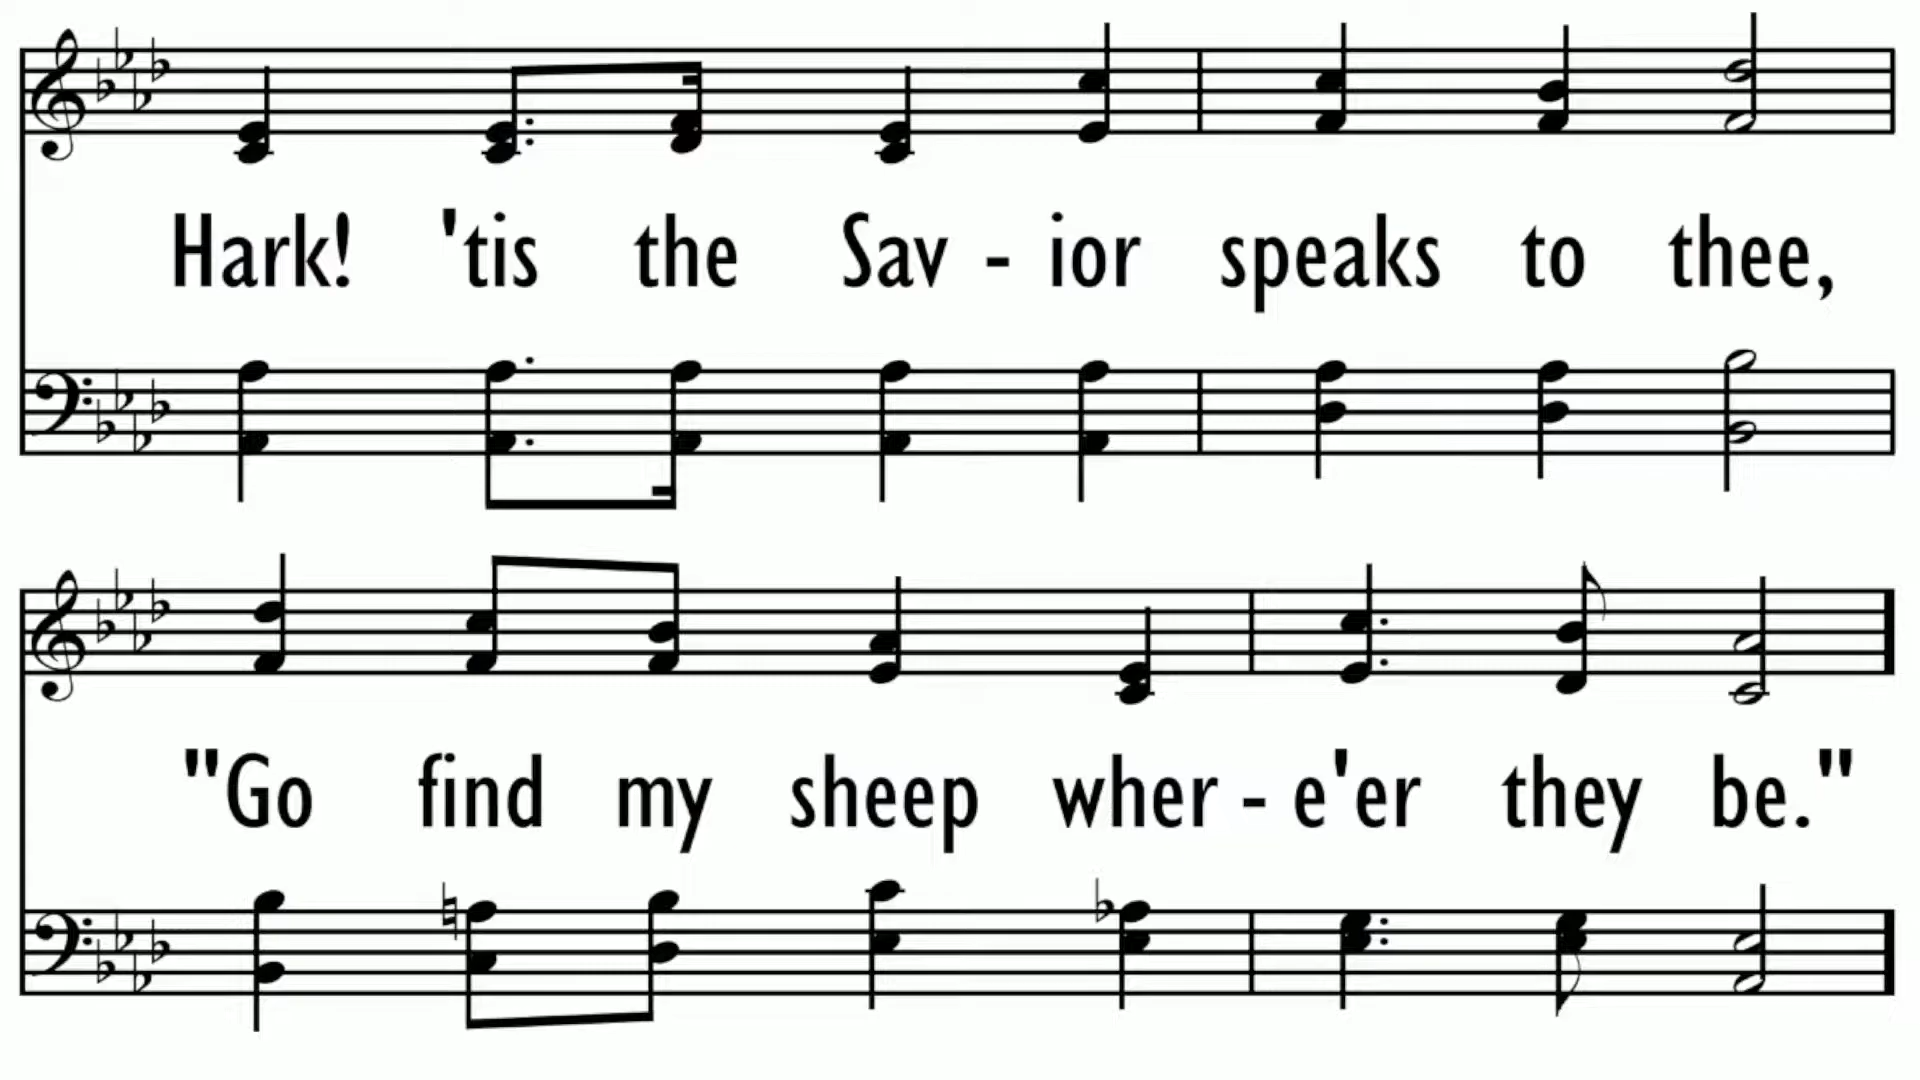 Hark! 'tis the Sav - ior speaks to thee,
"Go find my sheep wher - e'er they be."